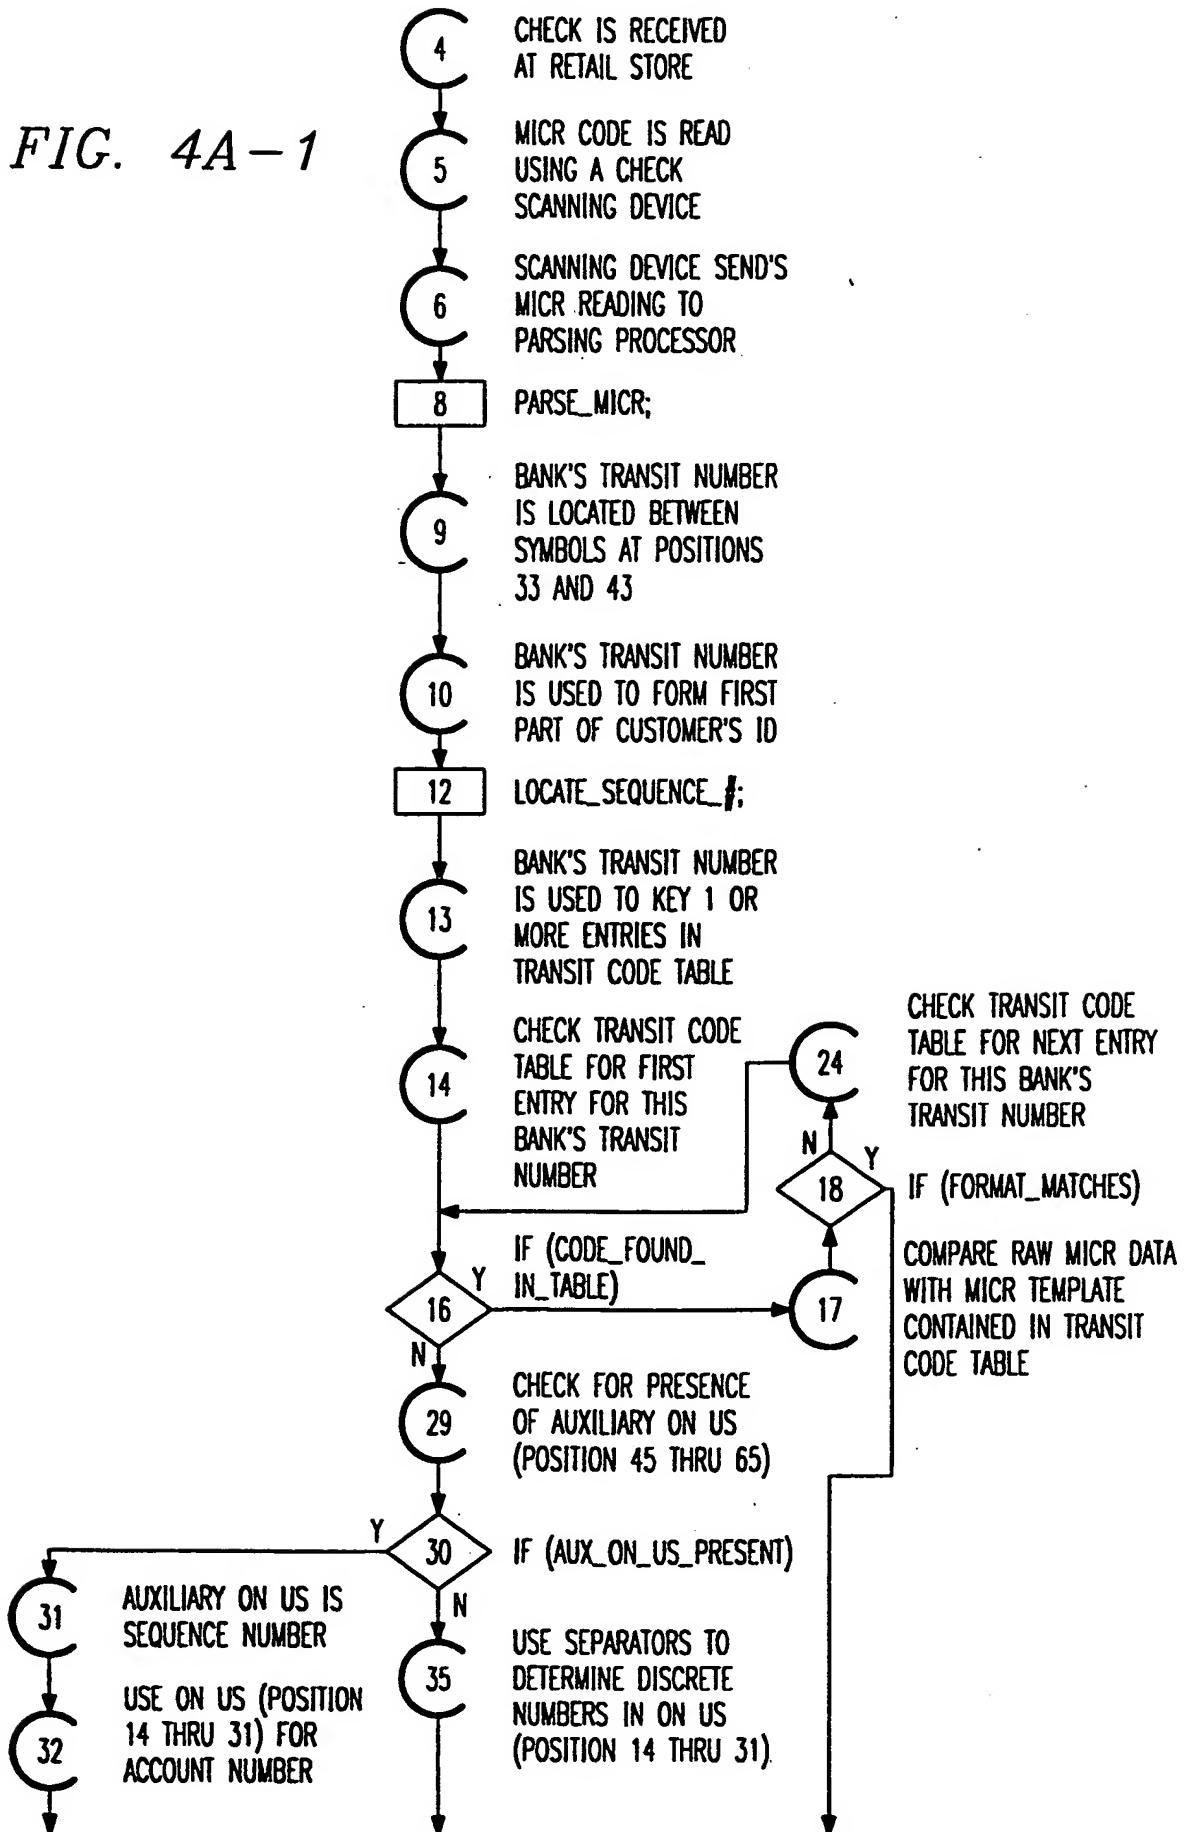 4
CHECK IS RECEIVED
AT RETAIL STORE
FIG. 4A-1
5
MICR CODE IS READ
USING A CHECK
SCANNING DEVICE
6
SCANNING DEVICE SEND'S
MICR READING TO
PARSING PROCESSOR
8
PARSE_MICR;
9
BANK'S TRANSIT NUMBER
IS LOCATED BETWEEN
SYMBOLS AT POSITIONS
33 AND 43
10
BANK'S TRANSIT NUMBER
IS USED TO FORM FIRST
PART OF CUSTOMER'S ID
12
LOCATE_SEQUENCE_#;
13
BANK'S TRANSIT NUMBER
IS USED TO KEY 1 OR
MORE ENTRIES IN
TRANSIT CODE TABLE
14
CHECK TRANSIT CODE
TABLE FOR FIRST
ENTRY FOR THIS
BANK'S TRANSIT
NUMBER
24
CHECK TRANSIT CODE
TABLE FOR NEXT ENTRY
FOR THIS BANK'S
TRANSIT NUMBER
N
Y
18
IF (FORMAT_MATCHES)
16
Y
IF (CODE_FOUND_
IN_TABLE)
N
17
COMPARE RAW MICR DATA
WITH MICR TEMPLATE
CONTAINED IN TRANSIT
CODE TABLE
29
CHECK FOR PRESENCE
OF AUXILIARY ON US
(POSITION 45 THRU 65)
Y
30
IF (AUX_ON_US_PRESENT)
N
31
AUXILIARY ON US IS
SEQUENCE NUMBER
32
USE ON US (POSITION
14 THRU 31) FOR
ACCOUNT NUMBER
35
USE SEPARATORS TO
DETERMINE DISCRETE
NUMBERS IN ON US
(POSITION 14 THRU 31)